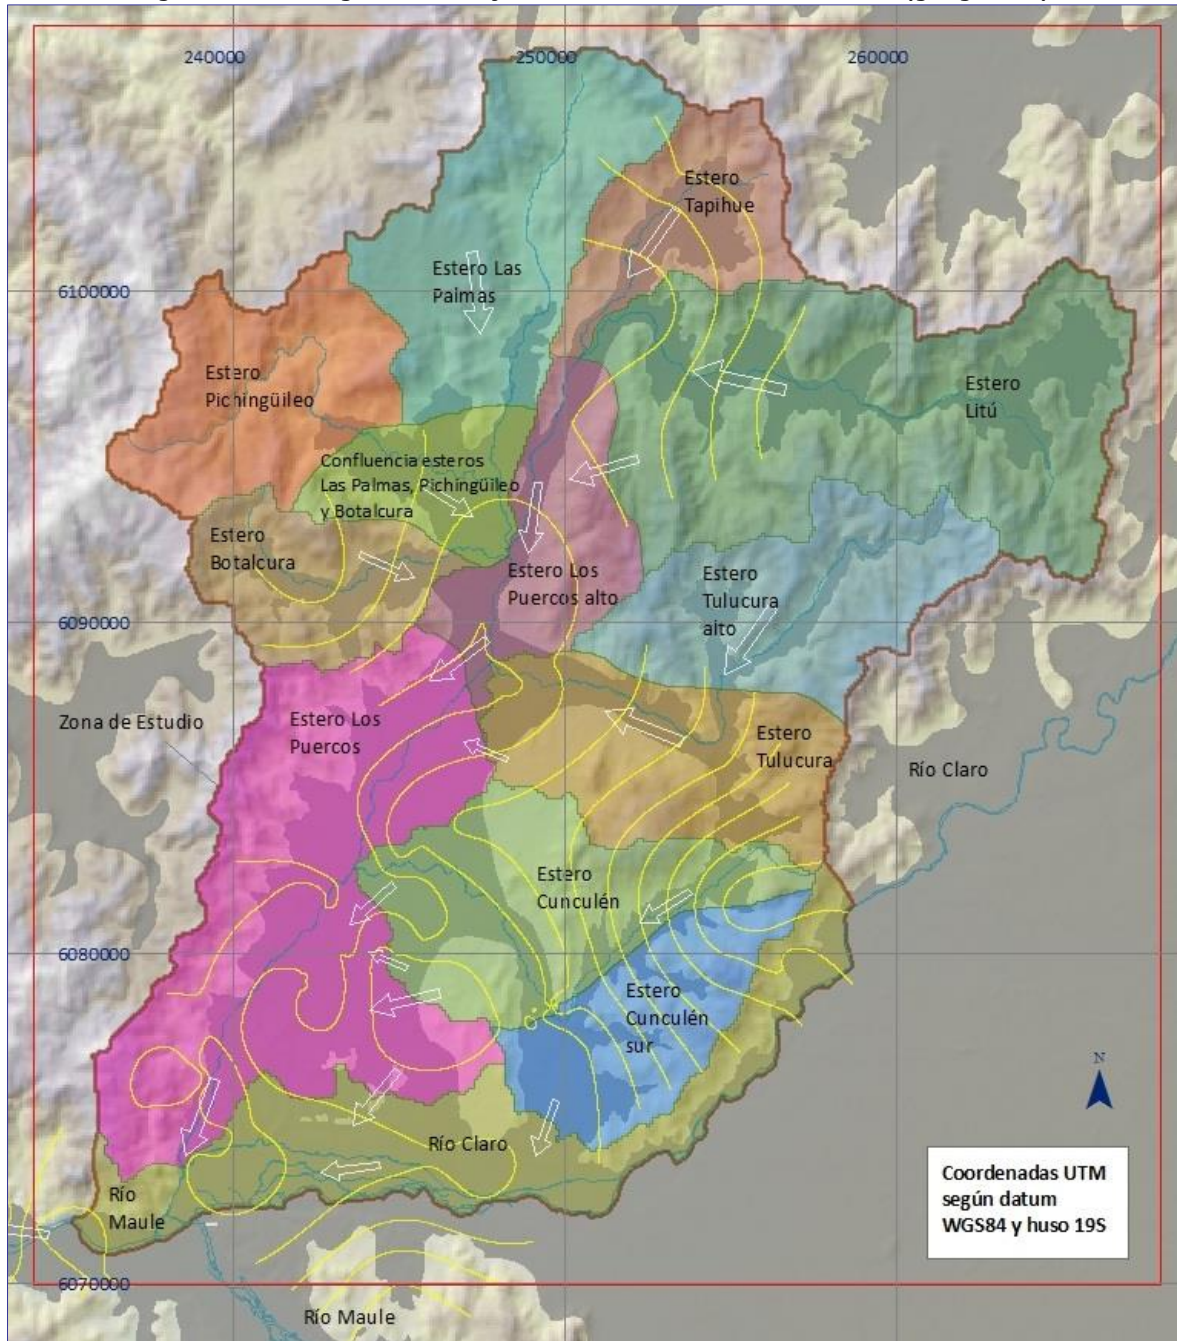 240000
250000
260000
Estero
Tapihue
Estero Las
Palmas
6100000
Estero
Pichingüileo
Estero
Litú
Confluencia esteros
Las Palmas, Pichingüileo
y Botalcura
Estero
Botalcura
Estero Los
Puercos alto
Estero
Tulucura
alto
6090000
Zona de Estudio
Estero Los
Puercos
Estero
Tulucura
Río Claro
Estero
Cunculén
6080000
Estero
Cunculén
sur
N
Río Claro
Río
Maule
Coordenadas UTM
según datum
WGS84 y huso 19S
6070000
Río Maule